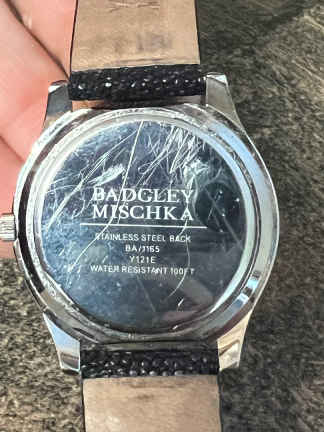 BADGLEY
MISCHKA
STAINLESS STEEL BACK
BA/1165
Y121E
WATER RESISTANT 100FT